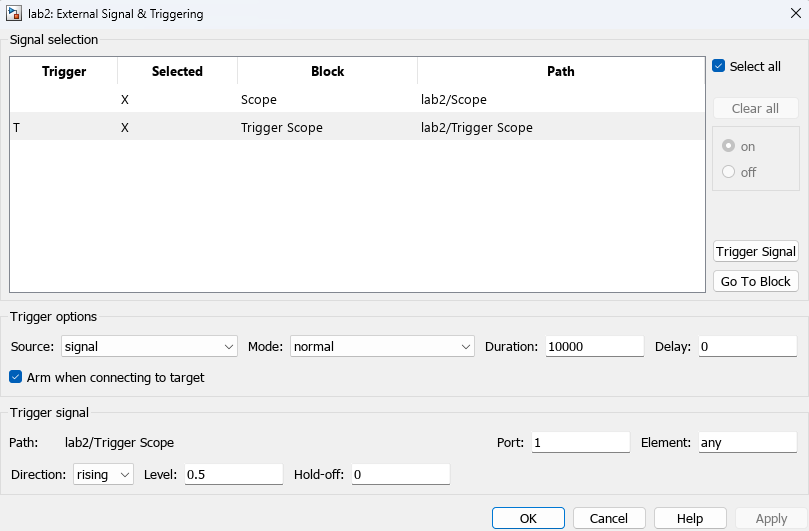 lab2: External Signal & Triggering
Signal selection
Trigger Selected Block Path
X Scope lab2/Scope
T X Trigger Scope lab2/Trigger Scope
Select all
Clear all
on
off
Trigger Signal
Go To Block
Trigger options
Source: signal Mode: normal Duration: 10000 Delay: 0
Arm when connecting to target
Trigger signal
Path: lab2/Trigger Scope Port: 1 Element: any
Direction: rising Level: 0.5 Hold-off: 0
OK Cancel Help Apply